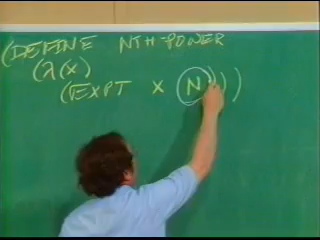 (DEFINE NTH-POWER
(λ(x)
(EXPT x N)))